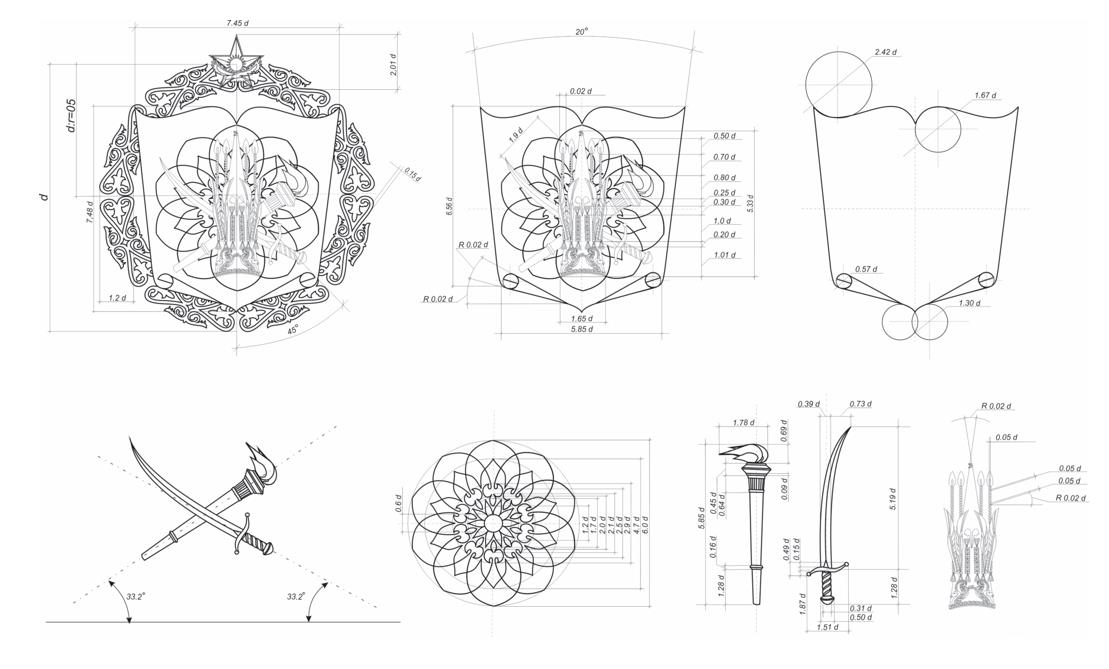 7.45 d
2.01 d
d:r=05
d
7.48 d
0.15 d
1.2 d
45°
20°
0.02 d
1.9 d
0.50 d
0.70 d
0.80 d
0.25 d
0.30 d
1.0 d
0.20 d
1.01 d
5.33 d
6.56 d
R 0.02 d
R 0.02 d
1.65 d
5.85 d
2.42 d
1.67 d
0.57 d
1.30 d
33.2°
33.2°
0.6 d
1.2 d
1.7 d
2.0 d
2.1 d
2.5 d
2.9 d
4.7 d
6.0 d
1.78 d
0.69 d
0.09 d
0.45 d
0.64 d
5.85 d
0.16 d
1.28 d
0.39 d
0.73 d
5.19 d
0.49 d
0.15 d
1.28 d
1.87 d
0.31 d
0.50 d
1.51 d
R 0.02 d
0.05 d
0.05 d
0.05 d
R 0.02 d